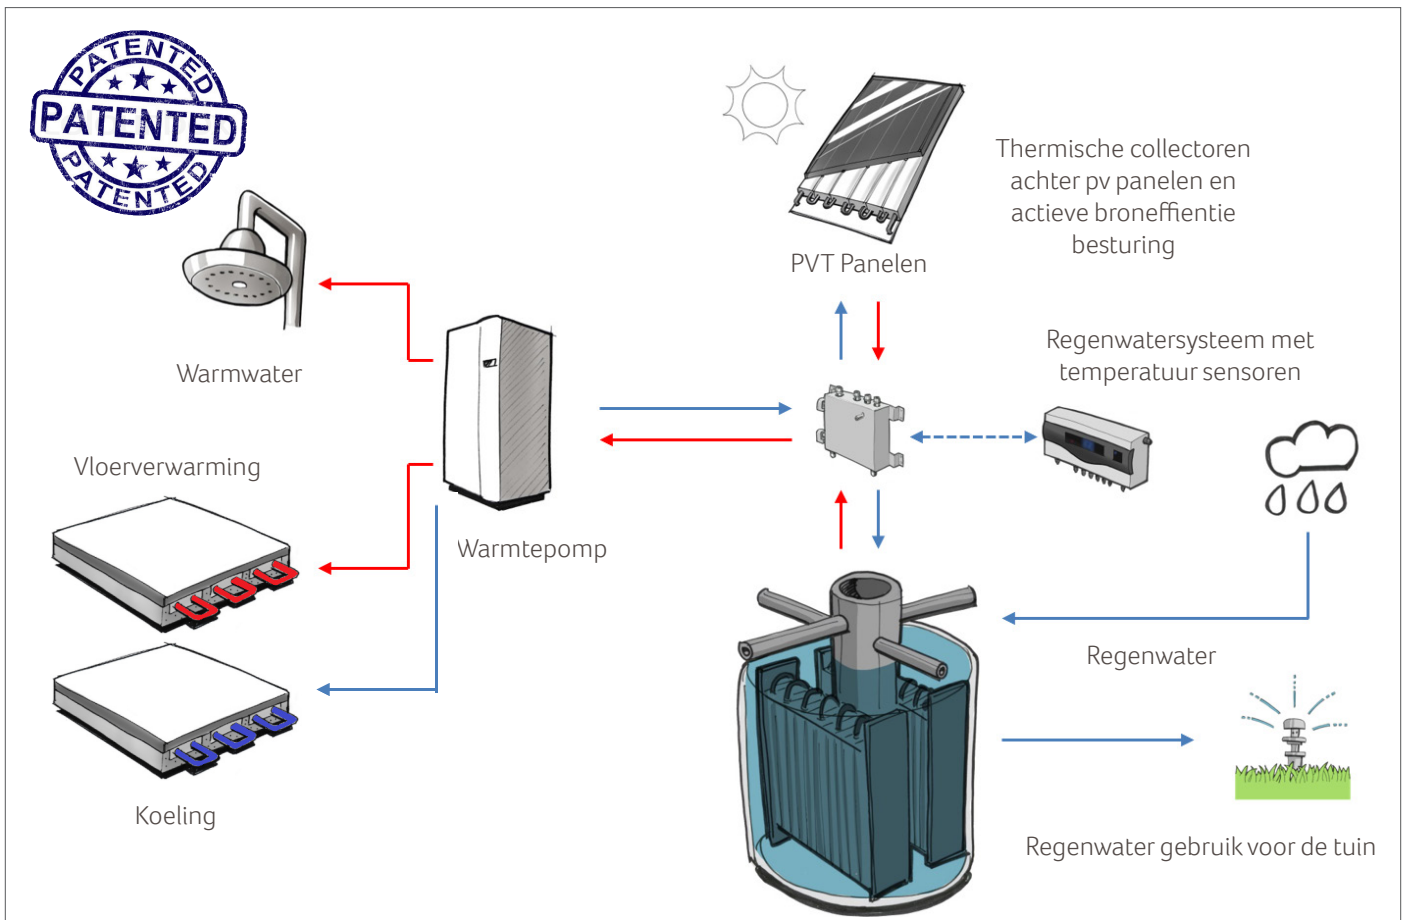 PATENTED
PATENTED
PATENTED
Thermische collectoren
achter pv panelen en
actieve broneffientie
besturing
PVT Panelen
Warmwater
Regenwatersysteem met
temperatuur sensoren
Vloerverwarming
Warmtepomp
Regenwater
Koeling
Regenwater gebruik voor de tuin